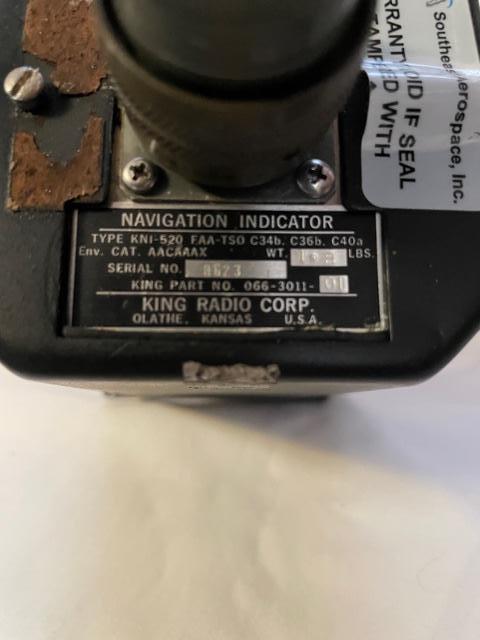 Southeast Aerospace, Inc.
WARRANTY VOID IF SEAL
TAMPERED WITH
NAVIGATION INDICATOR
TYPE KNI-520 FAA-TSO C34b, C36b, C40a
Env. CAT. AACAAAX WT. LBS.
SERIAL NO.
KING PART NO. 066-3011-01
KING RADIO CORP.
OLATHE, KANSAS U.S.A.